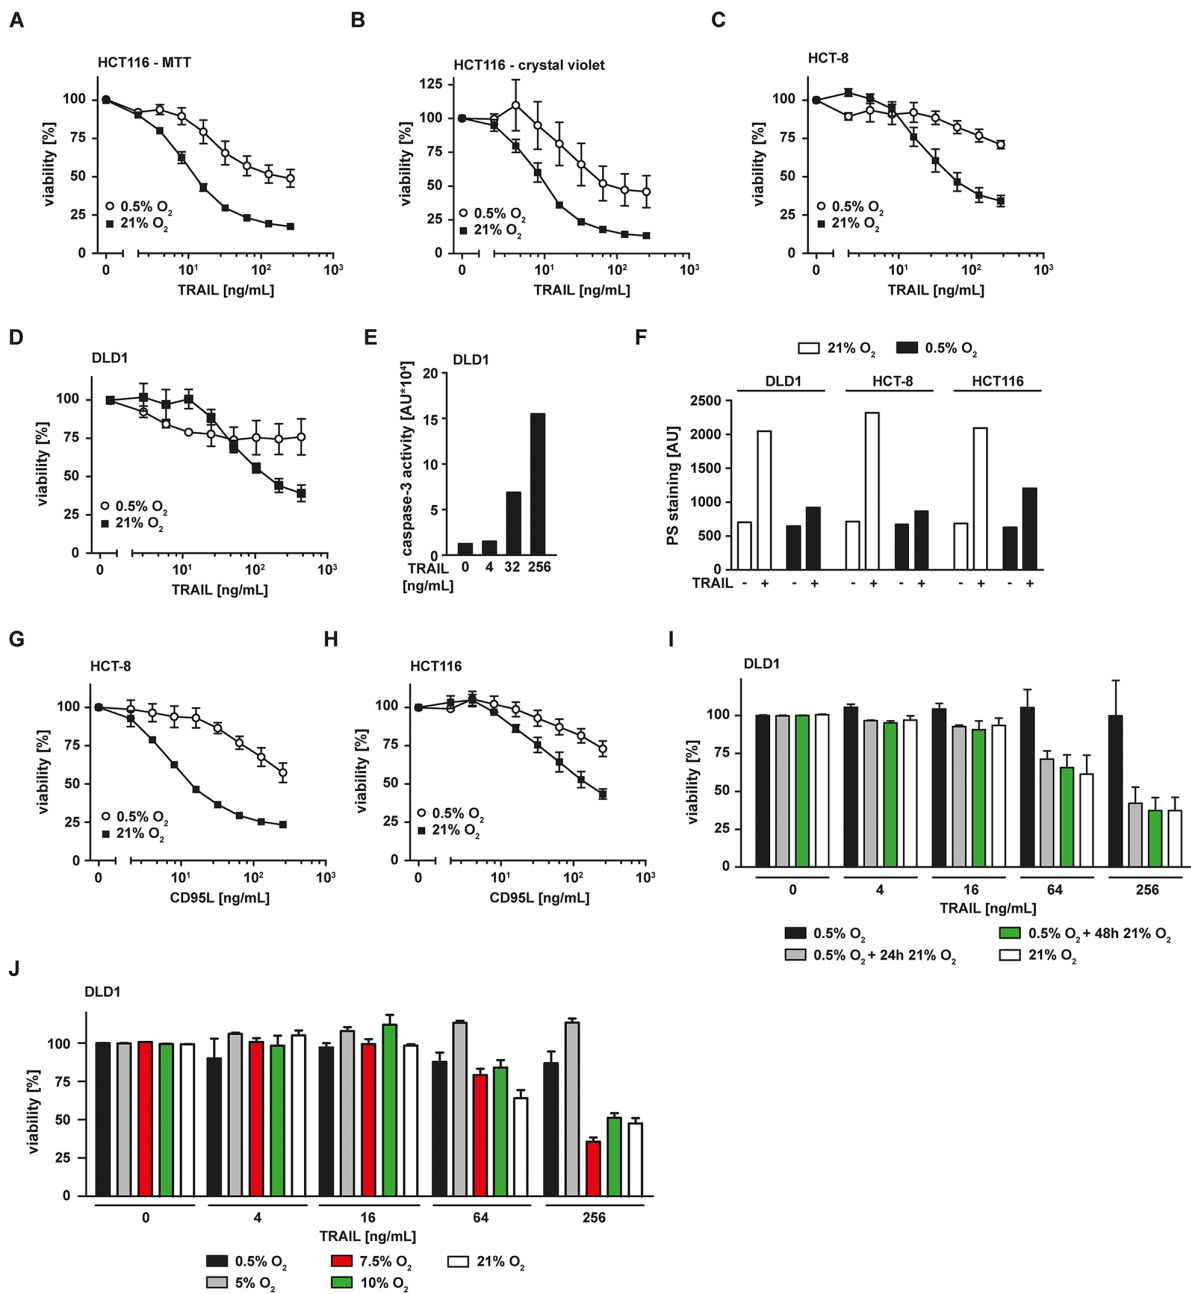 A
HCT116 - MTT
viability [%]
100
75
50
25
0
0.5% O2
21% O2
0 10¹ 10² 10³
TRAIL [ng/mL]
B
HCT116 - crystal violet
viability [%]
125
100
75
50
25
0
0.5% O2
21% O2
0 10¹ 10² 10³
TRAIL [ng/mL]
C
HCT-8
viability [%]
100
75
50
25
0
0.5% O2
21% O2
0 10¹ 10² 10³
TRAIL [ng/mL]
D
DLD1
viability [%]
100
75
50
25
0
0.5% O2
21% O2
0 10¹ 10² 10³
TRAIL [ng/mL]
E
DLD1
caspase-3 activity [AU*10⁴]
20
15
10
5
0
TRAIL 0 4 32 256
[ng/mL]
F
21% O2 0.5% O2
DLD1 HCT-8 HCT116
PS staining [AU]
2500
2000
1500
1000
500
0
TRAIL - + - + - + - + - + - +
G
HCT-8
viability [%]
100
75
50
25
0
0.5% O2
21% O2
0 10¹ 10² 10³
CD95L [ng/mL]
H
HCT116
viability [%]
100
75
50
25
0
0.5% O2
21% O2
0 10¹ 10² 10³
CD95L [ng/mL]
I
DLD1
viability [%]
100
75
50
25
0
0 4 16 64 256
TRAIL [ng/mL]
0.5% O2 0.5% O2 + 48h 21% O2
0.5% O2 + 24h 21% O2 21% O2
J
DLD1
viability [%]
100
75
50
25
0
0 4 16 64 256
TRAIL [ng/mL]
0.5% O2 7.5% O2 21% O2
5% O2 10% O2